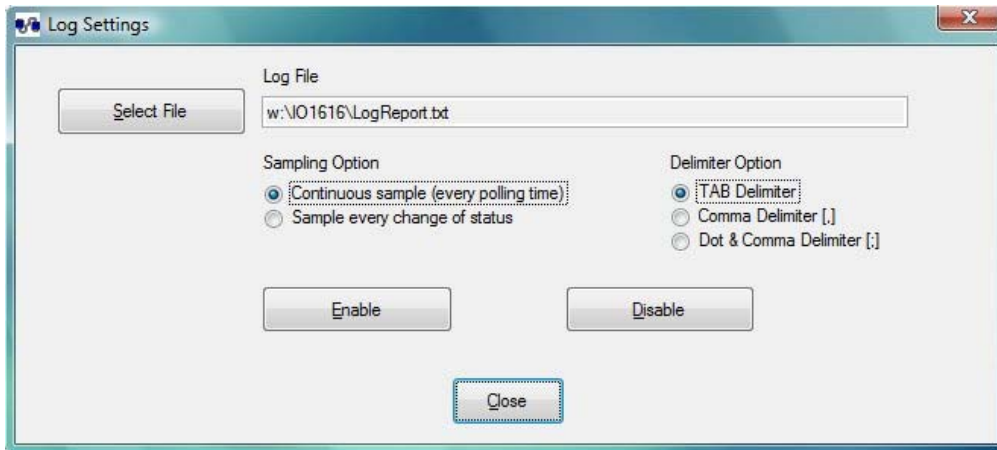 Log Settings
Log File
Select File
w:\IO1616\LogReport.txt
Sampling Option
Continuous sample (every polling time)
Sample every change of status
Delimiter Option
TAB Delimiter
Comma Delimiter [,]
Dot & Comma Delimiter [;]
Enable
Disable
Close